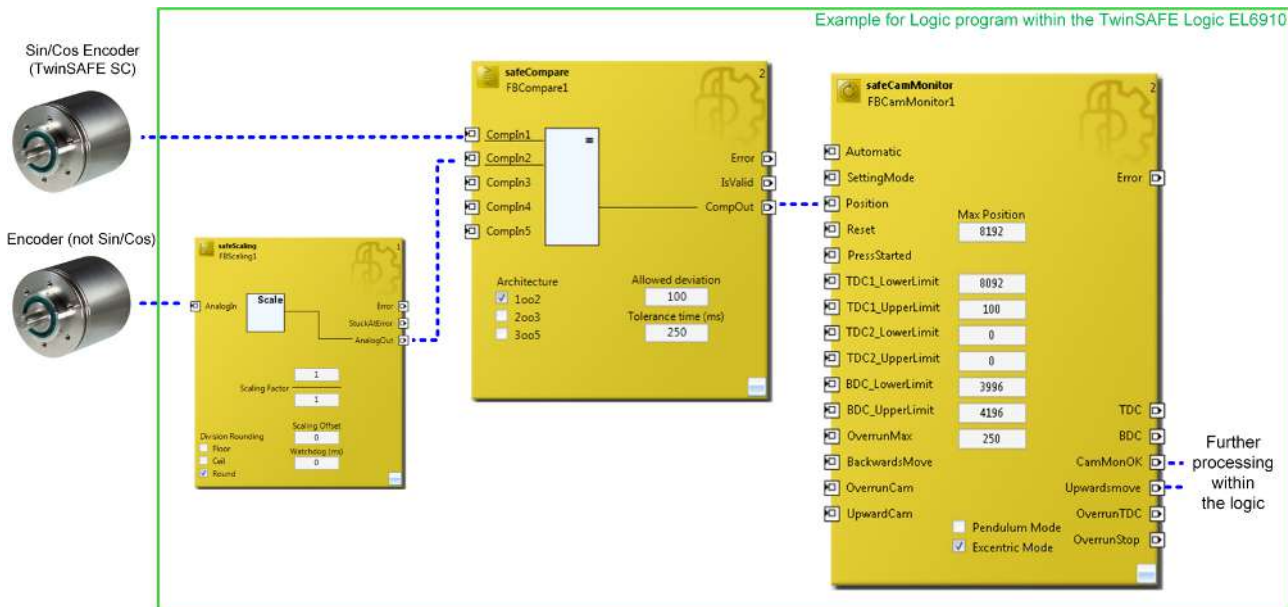 Example for Logic program within the TwinSAFE Logic EL6910
Sin/Cos Encoder
(TwinSAFE SC)
Encoder (not Sin/Cos)
safeScaling
FBScaling1
1
AnalogIn
Scale
Error
StuckAtError
AnalogOut
Scaling Factor
1
1
Scaling Offset
0
Watchdog (ms)
0
Division Rounding
Floor
Ceil
Round
safeCompare
FBCompare1
2
CompIn1
CompIn2
CompIn3
CompIn4
CompIn5
=
Error
IsValid
CompOut
Architecture
1oo2
2oo3
3oo5
Allowed deviation
100
Tolerance time (ms)
250
safeCamMonitor
FBCamMonitor1
2
Automatic
SettingMode
Position
Reset
PressStarted
TDC1_LowerLimit
TDC1_UpperLimit
TDC2_LowerLimit
TDC2_UpperLimit
BDC_LowerLimit
BDC_UpperLimit
OverrunMax
BackwardsMove
OverrunCam
UpwardCam
Max Position
8192
8092
100
0
0
3996
4196
250
Pendulum Mode
Excentric Mode
Error
TDC
BDC
CamMonOK
Upwardsmove
OverrunTDC
OverrunStop
Further
processing
within
the logic